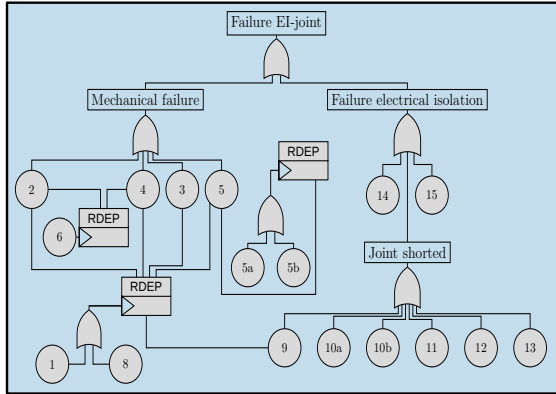 Failure EI-joint
Mechanical failure
Failure electrical isolation
RDEP
2
4
3
5
14
15
RDEP
6
5a
5b
Joint shorted
RDEP
1
8
9
10a
10b
11
12
13